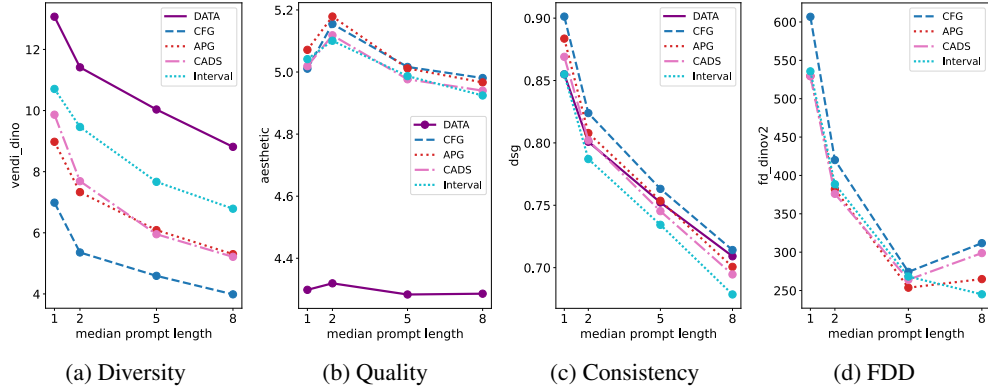 vendi_dino
12
10
8
6
4
1
2
5
8
median prompt length
DATA
CFG
APG
CADS
Interval
(a) Diversity
aesthetic
5.2
5.0
4.8
4.6
4.4
1
2
5
8
median prompt length
DATA
CFG
APG
CADS
Interval
(b) Quality
dsg
0.90
0.85
0.80
0.75
0.70
1
2
5
8
median prompt length
DATA
CFG
APG
CADS
Interval
(c) Consistency
fd_dinov2
600
550
500
450
400
350
300
250
1
2
5
8
median prompt length
CFG
APG
CADS
Interval
(d) FDD